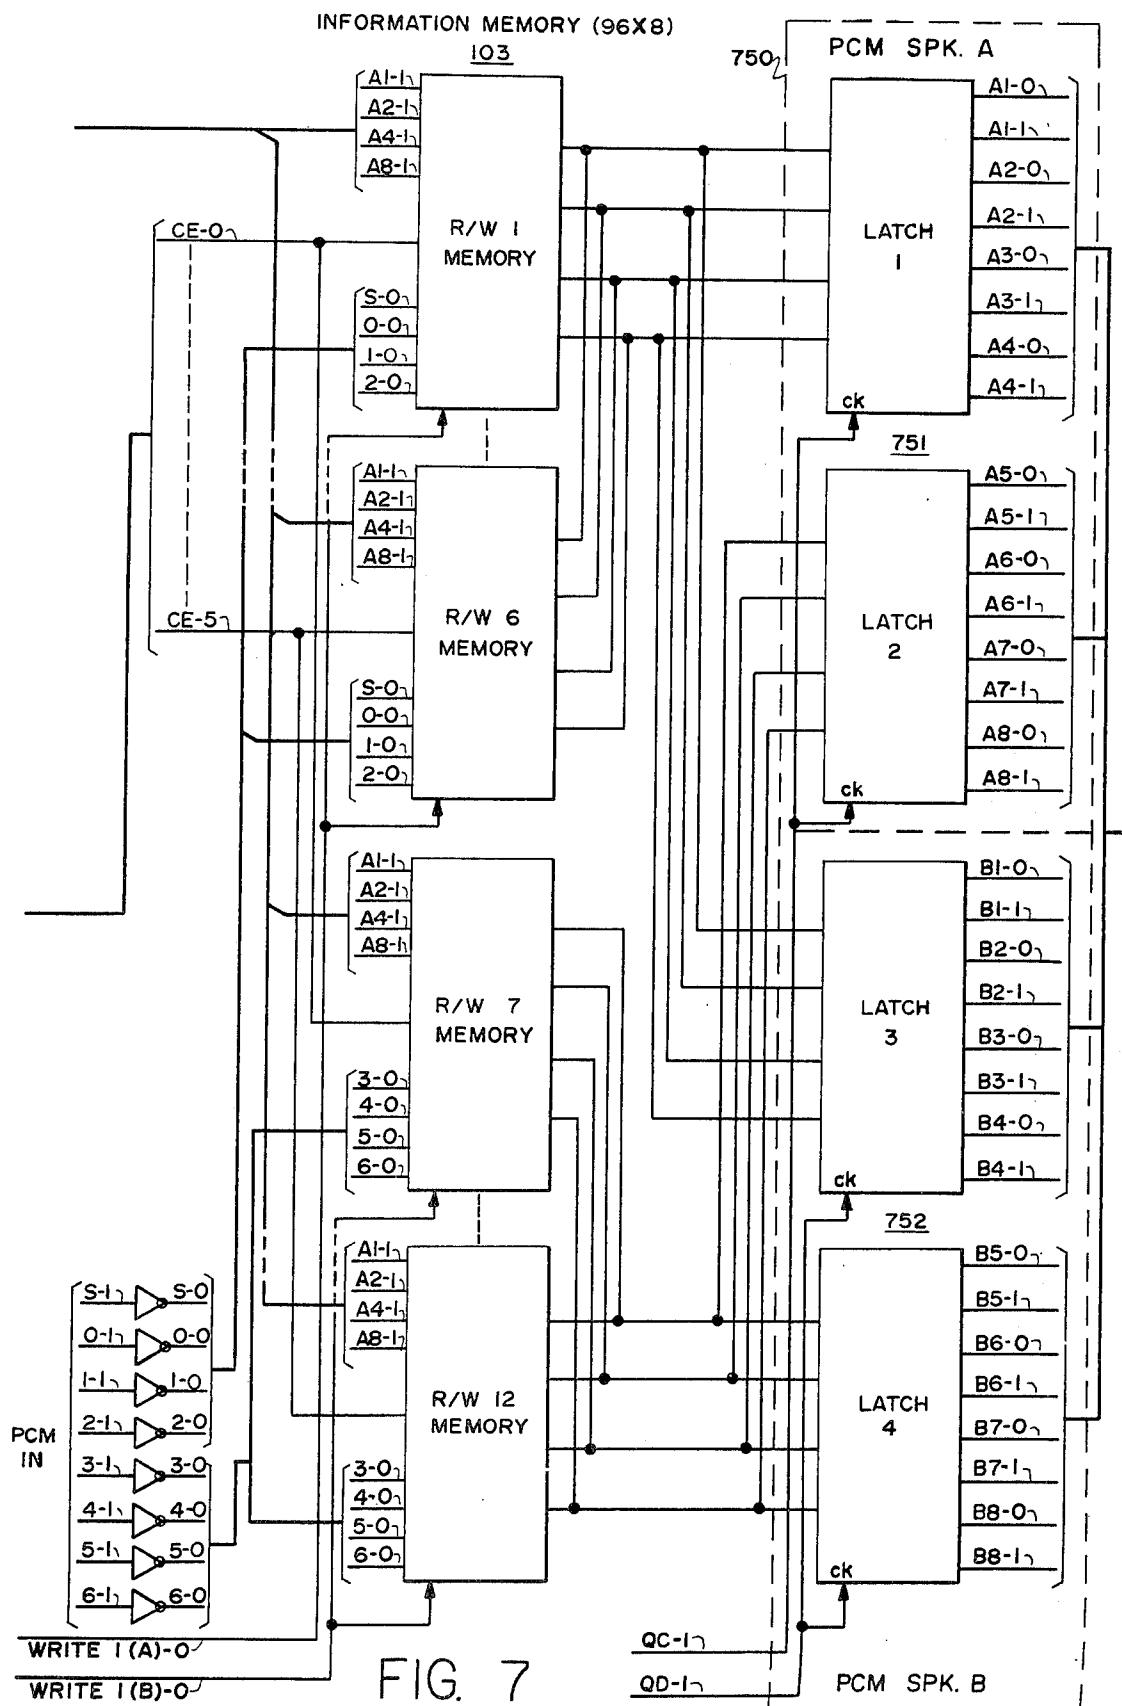 INFORMATION MEMORY (96X8)
103
750
PCM SPK. A
A1-1
A2-1
A4-1
A8-1
CE-0
S-0
0-0
1-0
2-0
R/W 1
MEMORY
LATCH
1
ck
A1-0
A1-1
A2-0
A2-1
A3-0
A3-1
A4-0
A4-1
751
A1-1
A2-1
A4-1
A8-1
CE-5
S-0
0-0
1-0
2-0
R/W 6
MEMORY
LATCH
2
ck
A5-0
A5-1
A6-0
A6-1
A7-0
A7-1
A8-0
A8-1
A1-1
A2-1
A4-1
A8-1
3-0
4-0
5-0
6-0
R/W 7
MEMORY
LATCH
3
ck
B1-0
B1-1
B2-0
B2-1
B3-0
B3-1
B4-0
B4-1
752
A1-1
A2-1
A4-1
A8-1
3-0
4-0
5-0
6-0
R/W 12
MEMORY
LATCH
4
ck
B5-0
B5-1
B6-0
B6-1
B7-0
B7-1
B8-0
B8-1
PCM
IN
S-1 S-0
0-1 0-0
1-1 1-0
2-1 2-0
3-1 3-0
4-1 4-0
5-1 5-0
6-1 6-0
WRITE 1(A)-0
WRITE 1(B)-0
FIG. 7
QC-1
QD-1
PCM SPK. B